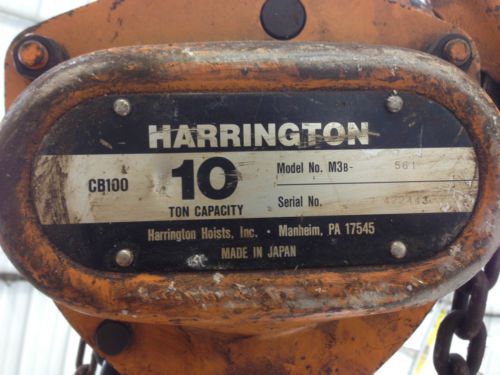 HARRINGTON
CB100
10
TON CAPACITY
Model No. M3B- 561
Serial No.
Harrington Hoists, Inc. • Manheim, PA 17545
MADE IN JAPAN